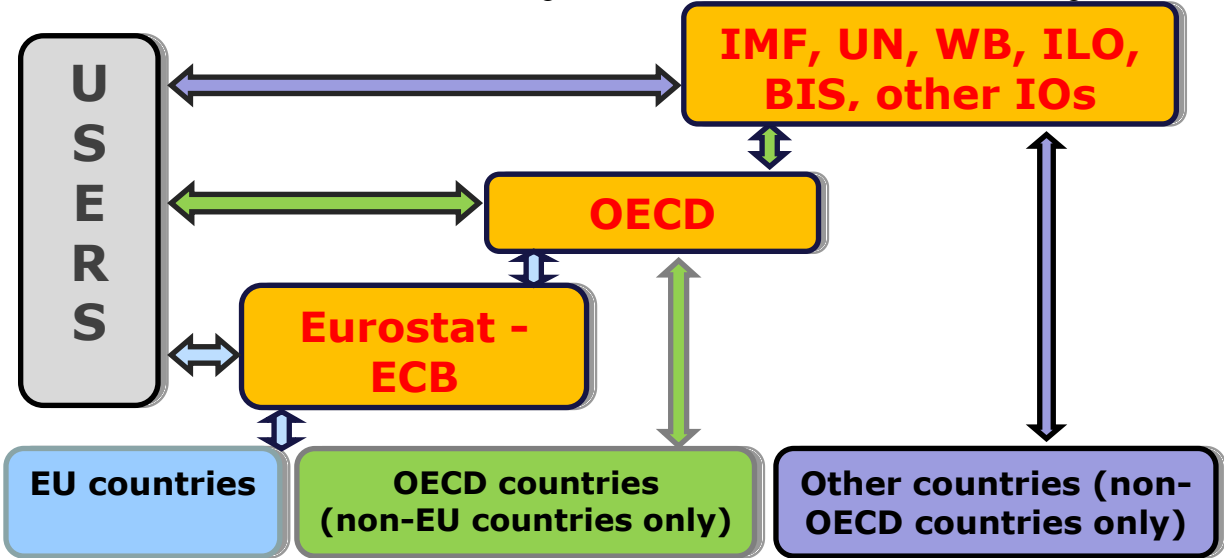 IMF, UN, WB, ILO,
BIS, other IOs
U
S
E
R
S
OECD
Eurostat -
ECB
EU countries
OECD countries
(non-EU countries only)
Other countries (non-
OECD countries only)